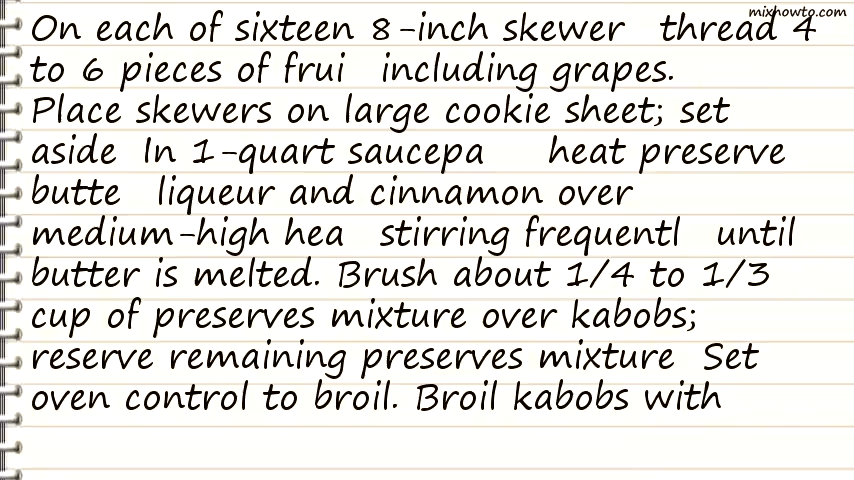 mixhowto.com
On each of sixteen 8-inch skewer thread 4
to 6 pieces of frui including grapes.
Place skewers on large cookie sheet; set
aside In 1-quart saucepa heat preserve
butte liqueur and cinnamon over
medium-high hea stirring frequentl until
butter is melted. Brush about 1/4 to 1/3
cup of preserves mixture over kabobs;
reserve remaining preserves mixture Set
oven control to broil. Broil kabobs with